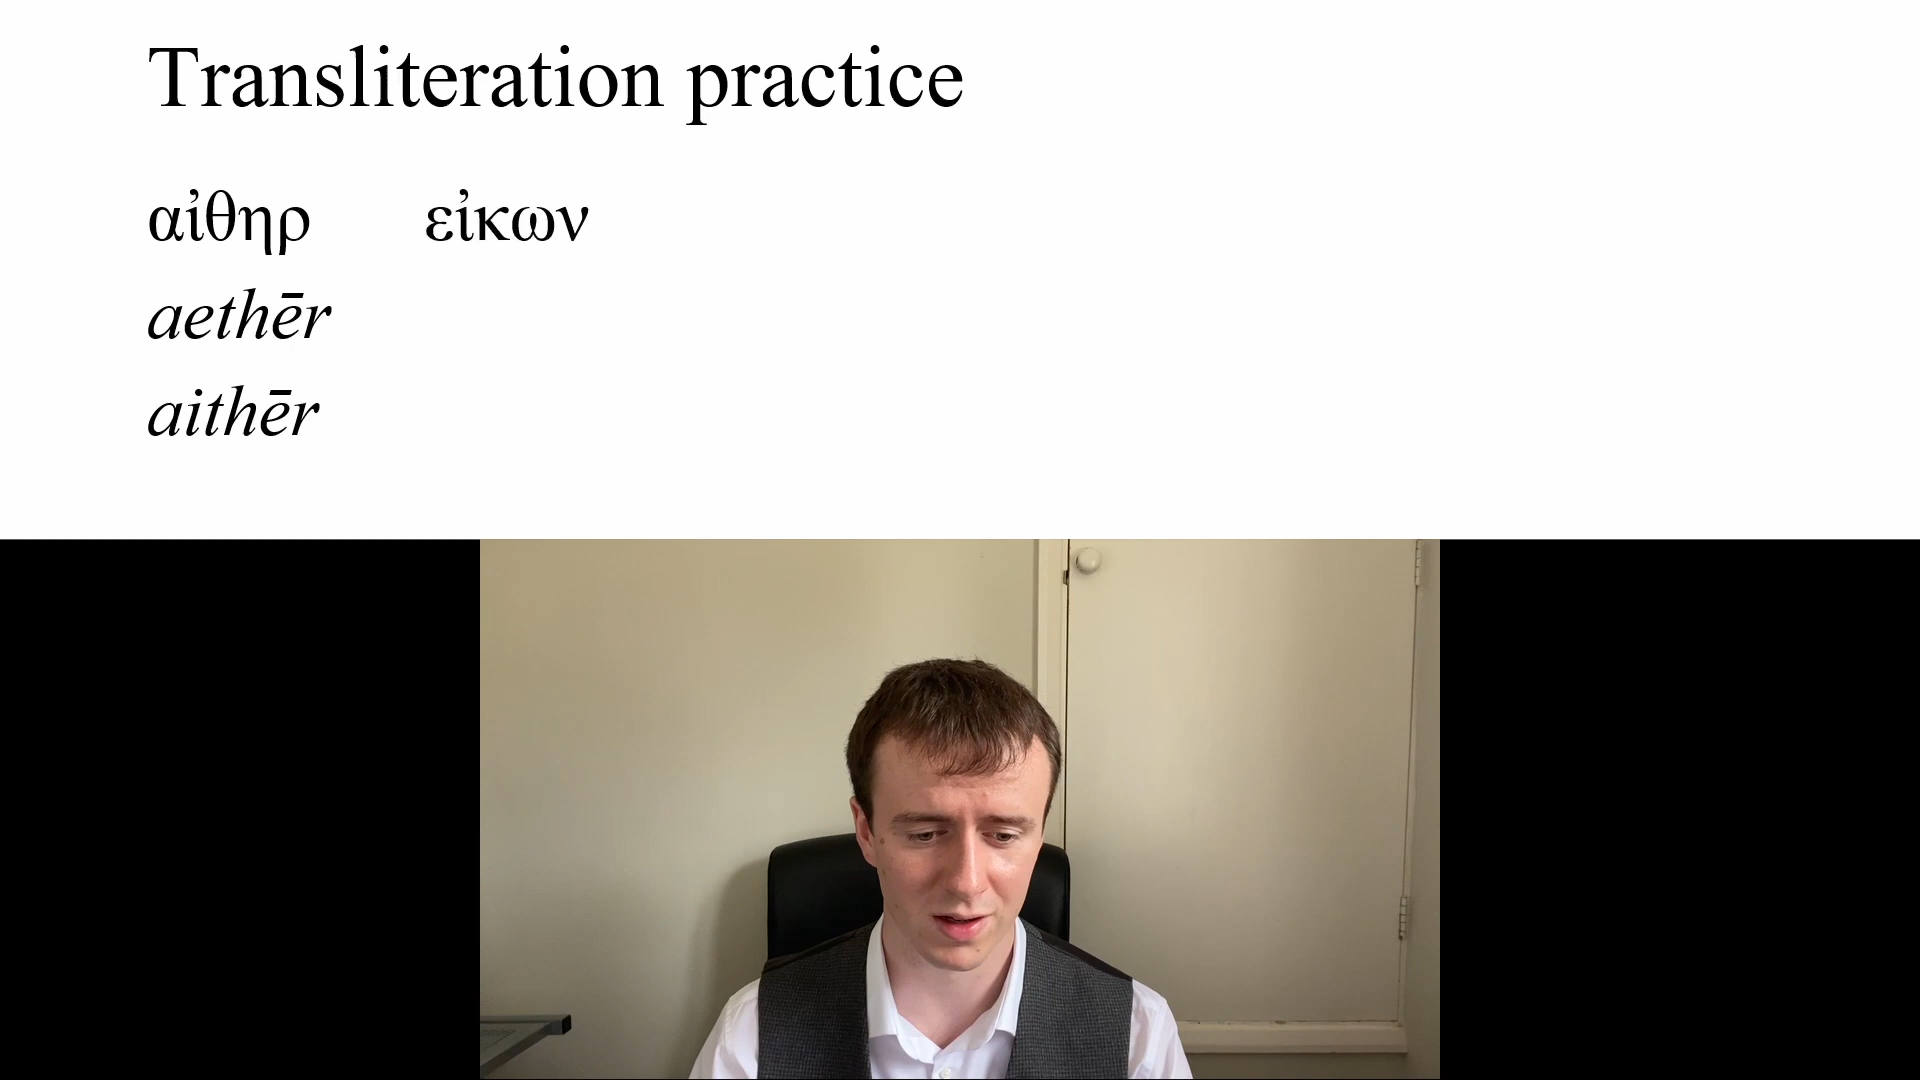 Transliteration practice
αἰθηρ εἰκων
aethēr
aithēr